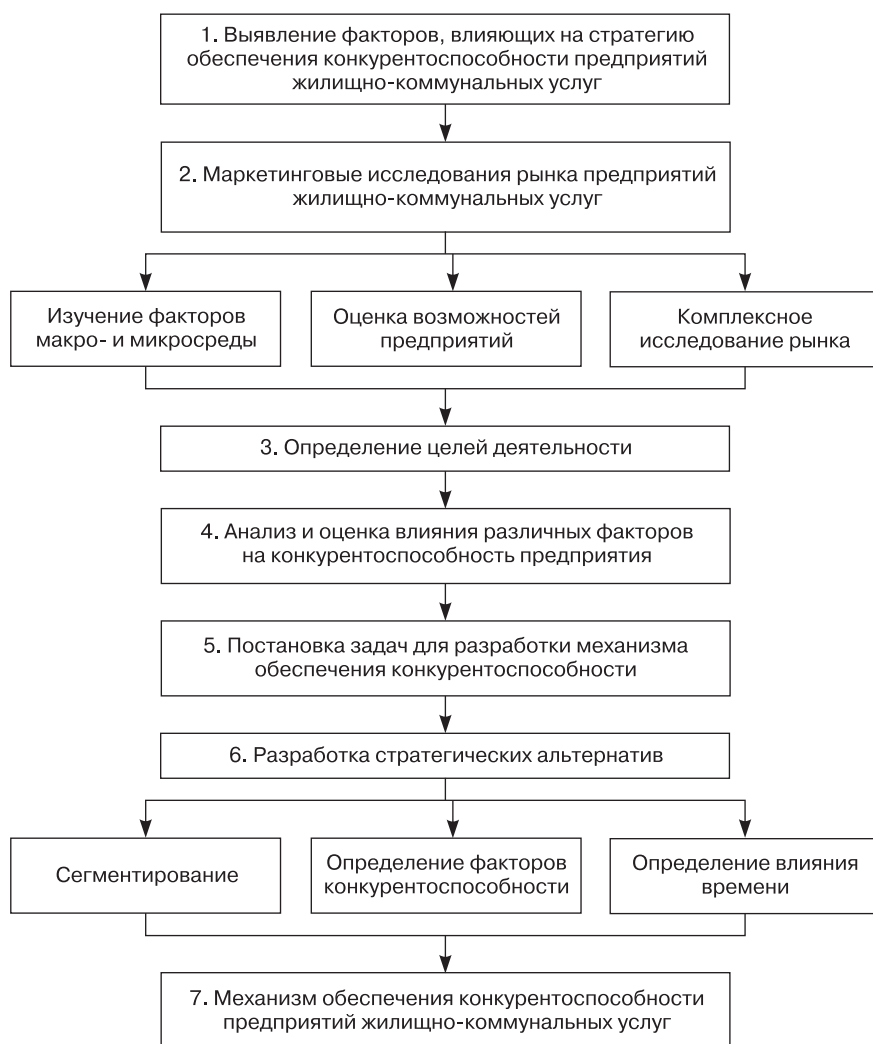 1. Выявление факторов, влияющих на стратегию
обеспечения конкурентоспособности предприятий
жилищно-коммунальных услуг
2. Маркетинговые исследования рынка предприятий
жилищно-коммунальных услуг
Изучение факторов
макро- и микросреды
Оценка возможностей
предприятий
Комплексное
исследование рынка
3. Определение целей деятельности
4. Анализ и оценка влияния различных факторов
на конкурентоспособность предприятия
5. Постановка задач для разработки механизма
обеспечения конкурентоспособности
6. Разработка стратегических альтернатив
Сегментирование
Определение факторов
конкурентоспособности
Определение влияния
времени
7. Механизм обеспечения конкурентоспособности
предприятий жилищно-коммунальных услуг